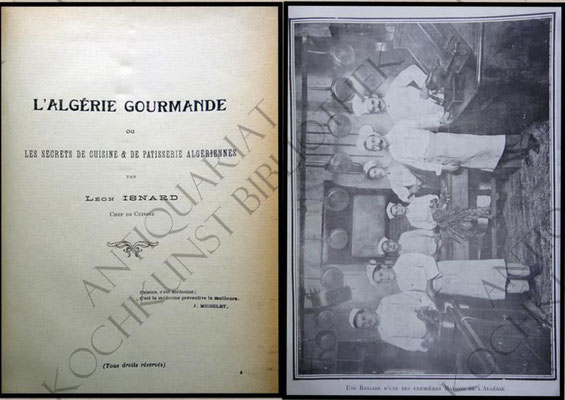 L'ALGÉRIE GOURMANDE
OU
LES SECRETS DE CUISINE & DE PATISSERIE ALGÉRIENNES
PAR
LÉON ISNARD
CHEF DE CUISINE
Cuisine, c'est médecine;
c'est la médecine préventive la meilleure.
J. MICHELET.
(Tous droits réservés)
UNE BRIGADE D'UNE DES PREMIÈRES MAISONS DE L'ALGÉRIE
ANTIQUARIAT
KOCHKUNST BIBLIOTHEK